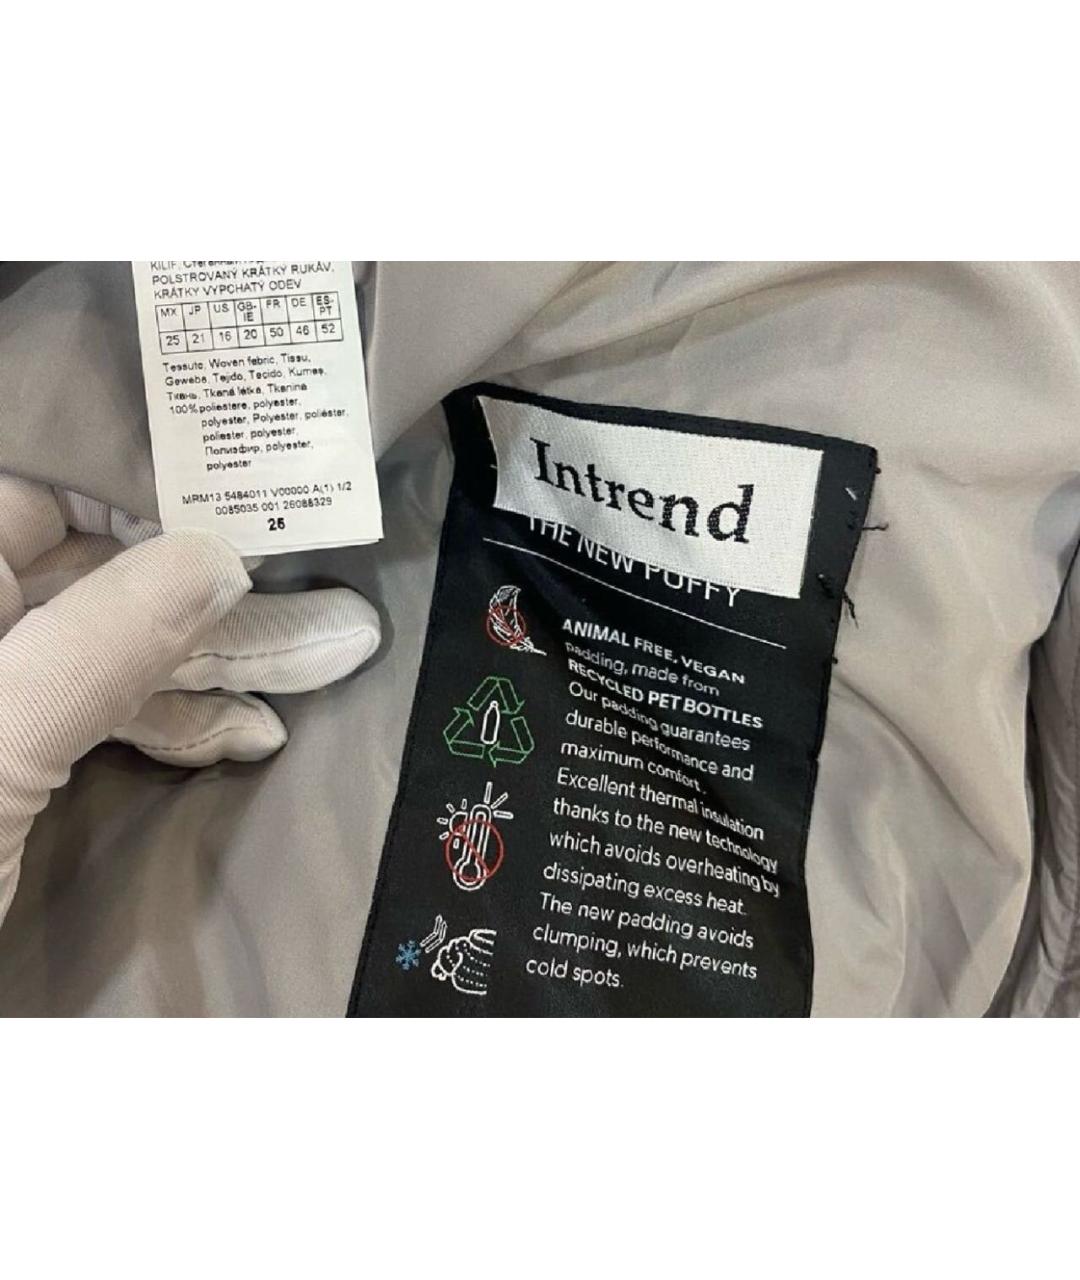 POLSTROVANÝ KRÁTKÝ RUKÁV,
KRÁTKY VYPCHATÝ ODEV
MX JP US GB-IE FR DE ES-PT
25 21 16 20 50 46 52
Tessuto, Woven fabric, Tissu,
Gewebe, Tejido, Tecido, Kumaş,
Ткань, Tkaná látka, Tkanina
100% poliestere, polyester,
polyester, Polyester, poliéster,
poliester, polyester,
Полиэфир, polyester,
polyester
MRM13 5484011 V00000 A(1) 1/2
0085035 001 26088329
26
Intrend
THE NEW PUFFY
ANIMAL FREE, VEGAN
padding, made from
RECYCLED PET BOTTLES
Our padding guarantees
durable performance and
maximum comfort.
Excellent thermal insulation
thanks to the new technology
which avoids overheating by
dissipating excess heat.
The new padding avoids
clumping, which prevents
cold spots.